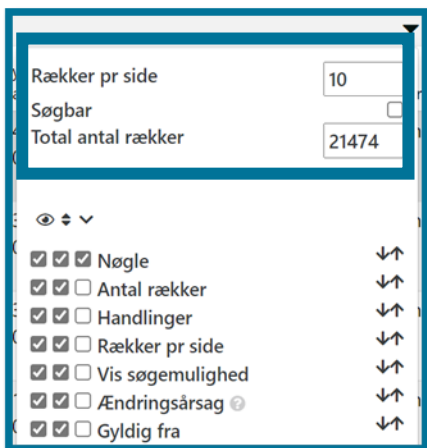 Rækker pr side 10
Søgbar
Total antal rækker 21474
Nøgle
Antal rækker
Handlinger
Rækker pr side
Vis søgemulighed
Ændringsårsag ?
Gyldig fra